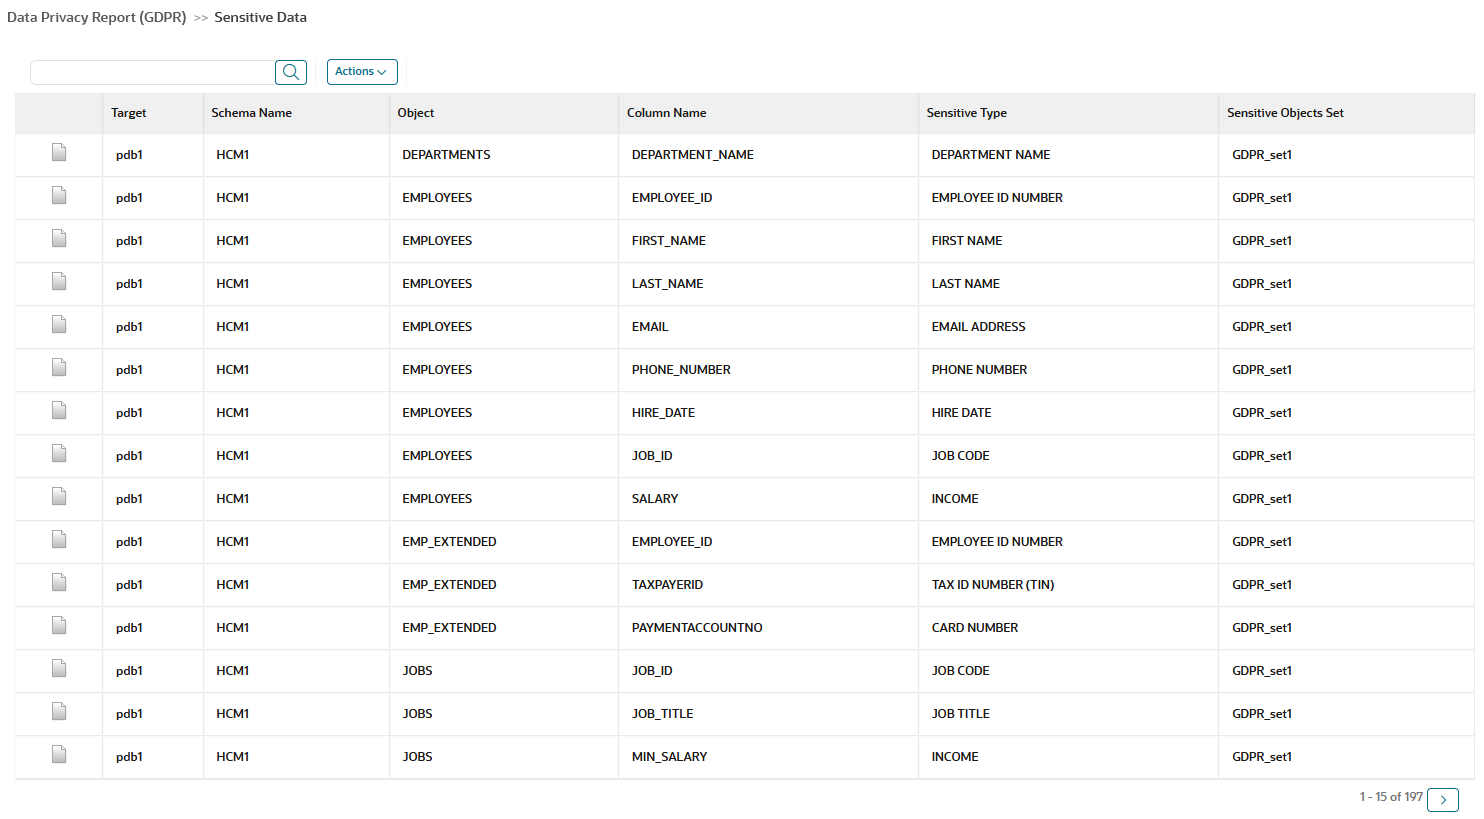 Data Privacy Report (GDPR) >> Sensitive Data
Actions
Target Schema Name Object Column Name Sensitive Type Sensitive Objects Set
pdb1 HCM1 DEPARTMENTS DEPARTMENT_NAME DEPARTMENT NAME GDPR_set1
pdb1 HCM1 EMPLOYEES EMPLOYEE_ID EMPLOYEE ID NUMBER GDPR_set1
pdb1 HCM1 EMPLOYEES FIRST_NAME FIRST NAME GDPR_set1
pdb1 HCM1 EMPLOYEES LAST_NAME LAST NAME GDPR_set1
pdb1 HCM1 EMPLOYEES EMAIL EMAIL ADDRESS GDPR_set1
pdb1 HCM1 EMPLOYEES PHONE_NUMBER PHONE NUMBER GDPR_set1
pdb1 HCM1 EMPLOYEES HIRE_DATE HIRE DATE GDPR_set1
pdb1 HCM1 EMPLOYEES JOB_ID JOB CODE GDPR_set1
pdb1 HCM1 EMPLOYEES SALARY INCOME GDPR_set1
pdb1 HCM1 EMP_EXTENDED EMPLOYEE_ID EMPLOYEE ID NUMBER GDPR_set1
pdb1 HCM1 EMP_EXTENDED TAXPAYERID TAX ID NUMBER (TIN) GDPR_set1
pdb1 HCM1 EMP_EXTENDED PAYMENTACCOUNTNO CARD NUMBER GDPR_set1
pdb1 HCM1 JOBS JOB_ID JOB CODE GDPR_set1
pdb1 HCM1 JOBS JOB_TITLE JOB TITLE GDPR_set1
pdb1 HCM1 JOBS MIN_SALARY INCOME GDPR_set1
1 - 15 of 197